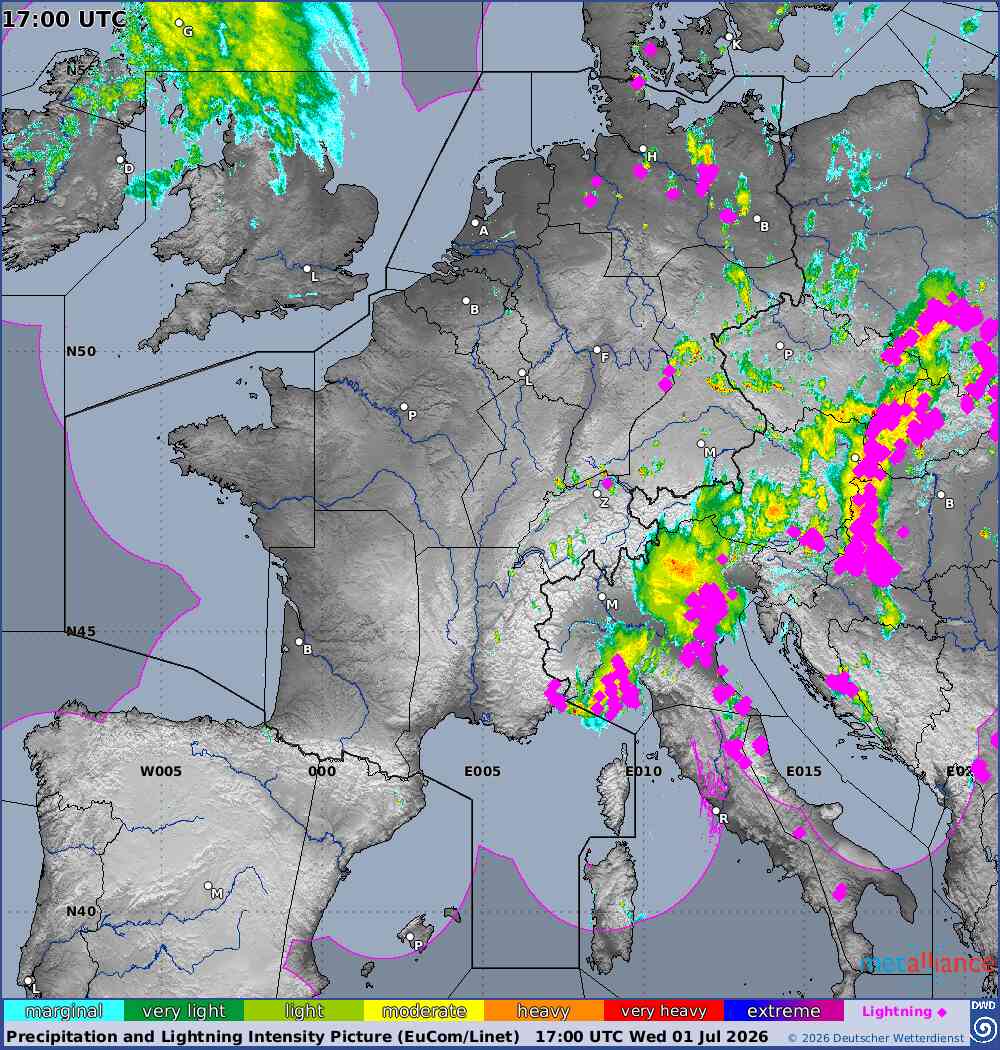 17:00 UTC
G
K
N55
H
D
A
B
L
B
N50
F
P
L
P
M
B
Z
M
N45
B
W005
000
E005
E010
E015
R
M
N40
P
L
metalliance
marginal
very light
light
moderate
heavy
very heavy
extreme
Lightning
DWD
Precipitation and Lightning Intensity Picture (EuCom/Linet) 17:00 UTC Wed 01 Jul 2026
© 2026 Deutscher Wetterdienst